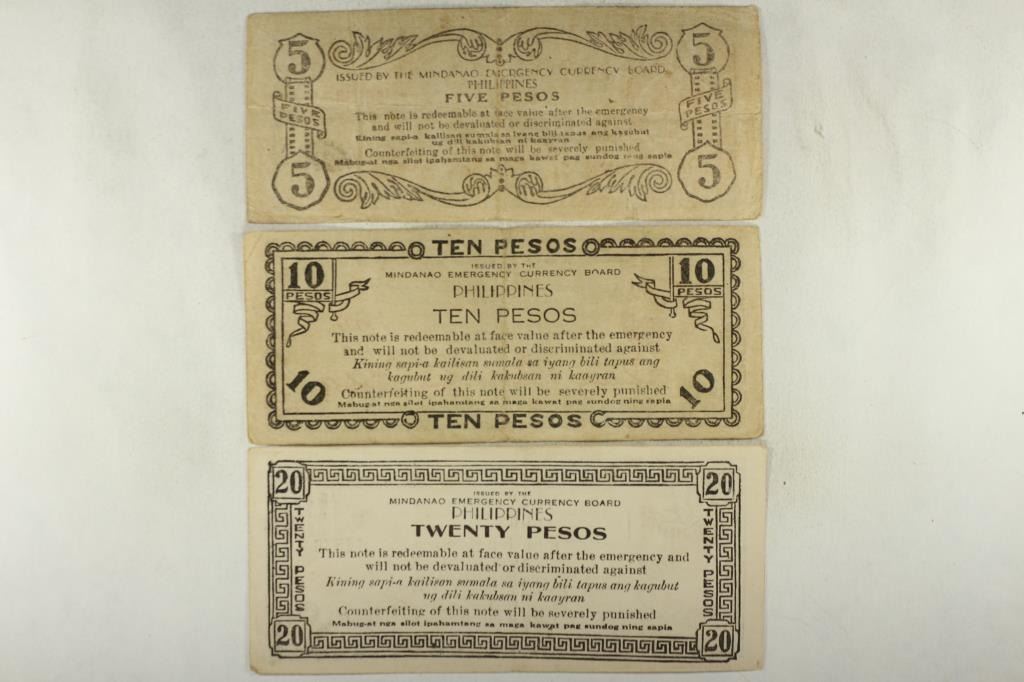 5
5
ISSUED BY THE MINDANAO EMERGENCY CURRENCY BOARD
PHILIPPINES
FIVE PESOS
FIVE PESOS
FIVE PESOS
This note is redeemable at face value after the emergency
and will not be devaluated or discriminated against
Kining sapi-a kailisan sumala sa iyang bili tapus ang kagubut
ug dili kakubsan ni kaayran
Counterfeiting of this note will be severely punished
Mabug-at nga silot ipahamtang sa maga kawat pag sundog ning sapia
5
5
TEN PESOS
ISSUED BY THE
MINDANAO EMERGENCY CURRENCY BOARD
10 PESOS
10 PESOS
PHILIPPINES
TEN PESOS
This note is redeemable at face value after the emergency
and will not be devaluated or discriminated against
Kining sapi-a kailisan sumala sa iyang bili tapus ang
kagubut ug dili kakubsan ni kaayran
10
10
Counterfeiting of this note will be severely punished
Mabug-at nga silot ipahamtang sa maga kawat pag sundog ning sapia
TEN PESOS
20
20
ISSUED BY THE
MINDANAO EMERGENCY CURRENCY BOARD
PHILIPPINES
TWENTY PESOS
TWENTY PESOS
TWENTY PESOS
This note is redeemable at face value after the emergency and
will not be devaluated or discriminated against
Kining sapi-a kailisan sumala sa iyang bili tapus ang kagubut
ug dili kakubsan ni kaayran
Counterfeiting of this note will be severely punished
Mabug-at nga silot ipahamtang sa maga kawat pag sundog ning sapia
20
20